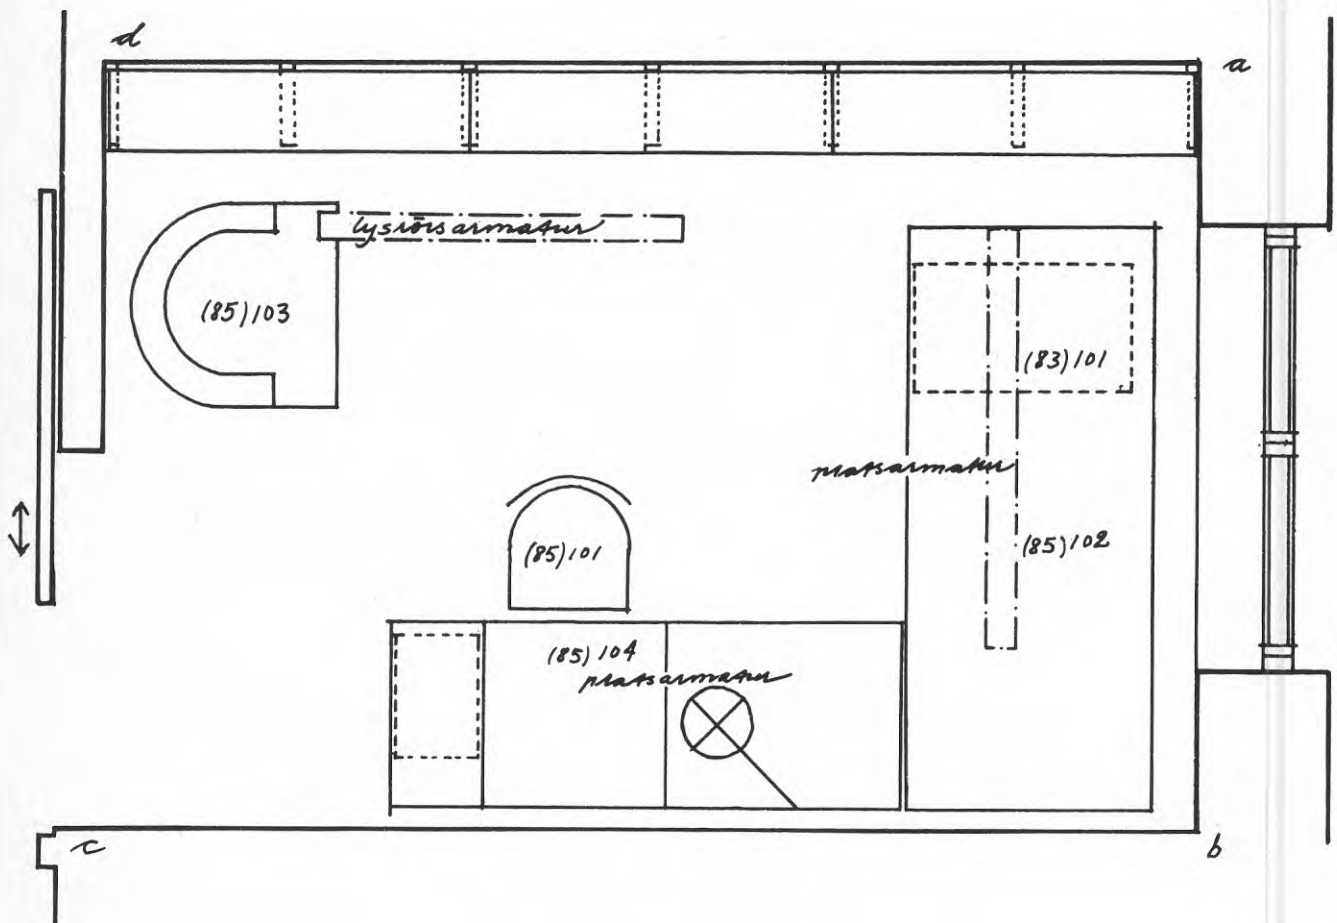 d
a
lysrörsarmatur
(85)103
(83)101
platsarmatur
(85)102
(85)101
(85)104
platsarmatur
c
b